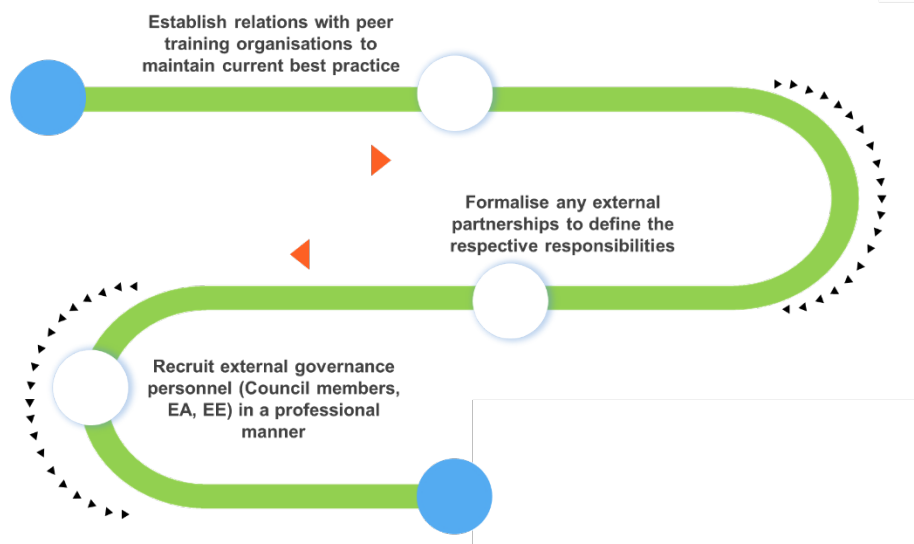 Establish relations with peer
training organisations to
maintain current best practice
Formalise any external
partnerships to define the
respective responsibilities
Recruit external governance
personnel (Council members,
EA, EE) in a professional
manner